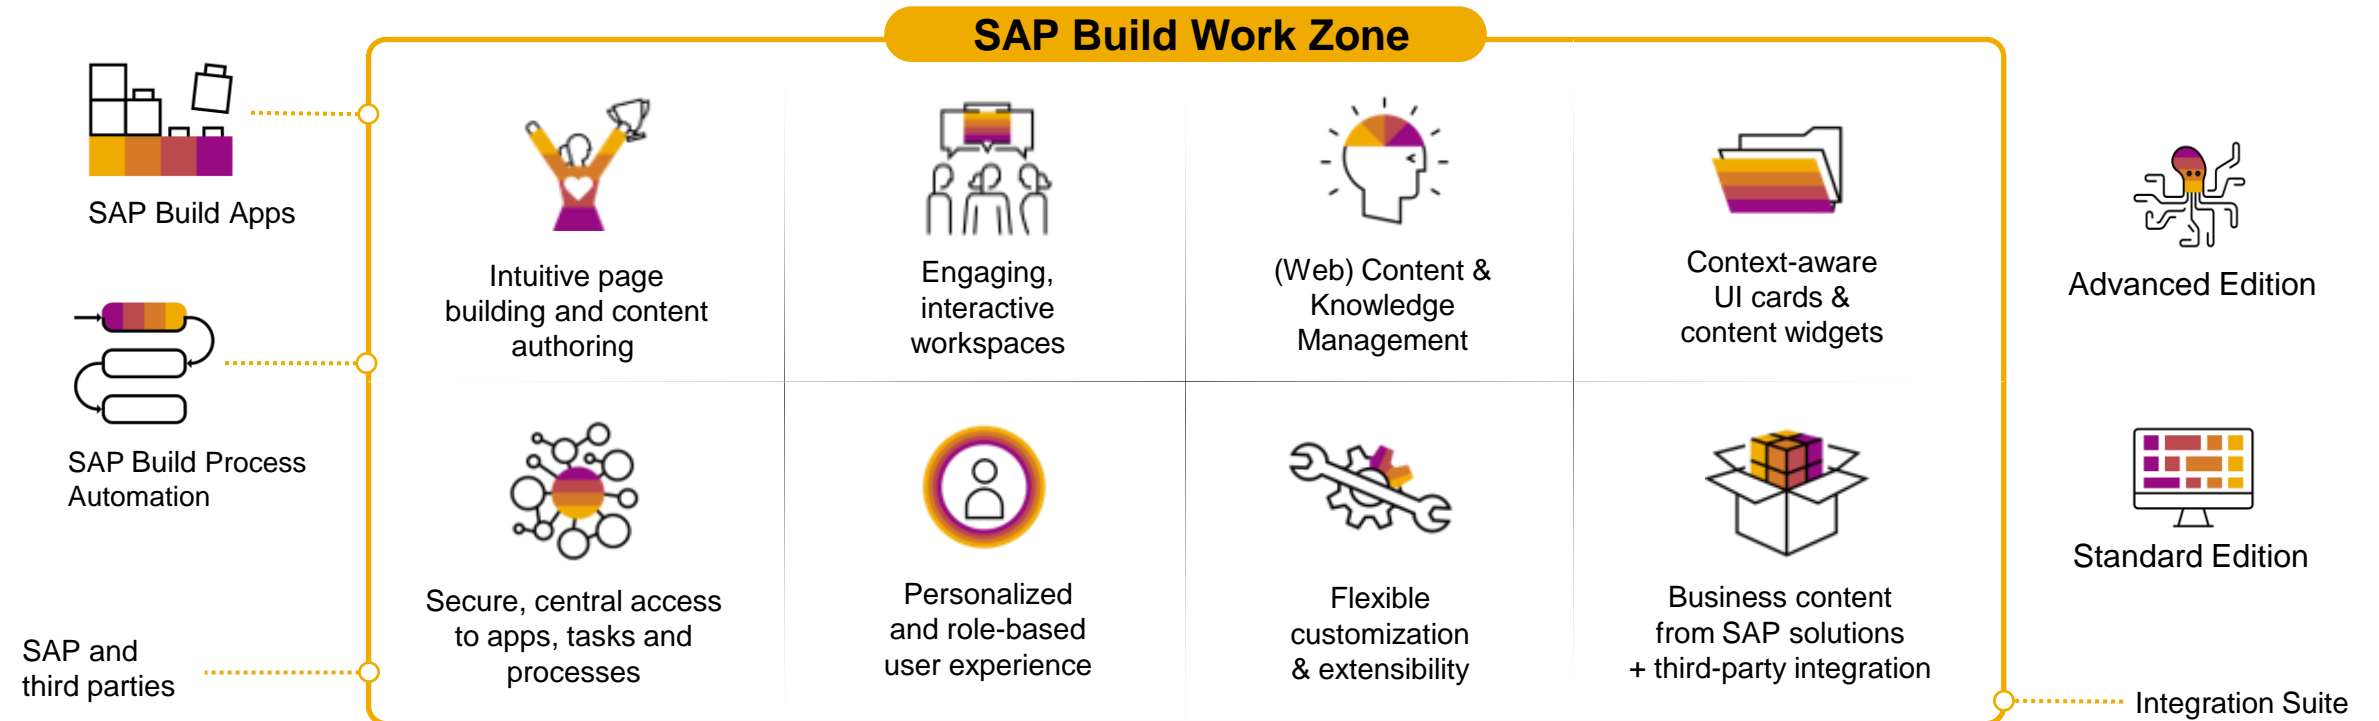 SAP Build Work Zone
SAP Build Apps
SAP Build Process
Automation
SAP and
third parties
Intuitive page
building and content
authoring
Engaging,
interactive
workspaces
(Web) Content &
Knowledge
Management
Context-aware
UI cards &
content widgets
Secure, central access
to apps, tasks and
processes
Personalized
and role-based
user experience
Flexible
customization
& extensibility
Business content
from SAP solutions
+ third-party integration
Advanced Edition
Standard Edition
Integration Suite